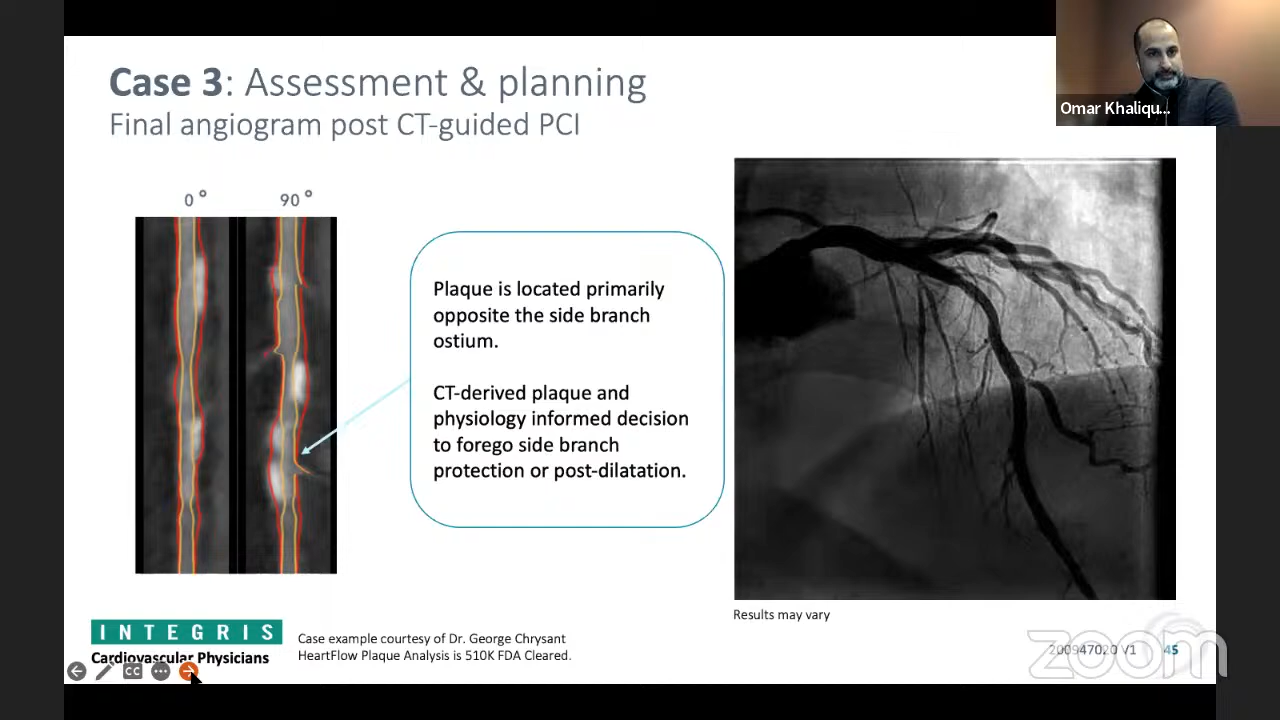 Case 3: Assessment & planning
Final angiogram post CT-guided PCI
Omar Khaliqu...
0°
90°
Plaque is located primarily
opposite the side branch
ostium.
CT-derived plaque and
physiology informed decision
to forego side branch
protection or post-dilatation.
Results may vary
INTEGRIS
Cardiovascular Physicians
Case example courtesy of Dr. George Chrysant
HeartFlow Plaque Analysis is 510K FDA Cleared.
CC
200947020 V1
45
zoom